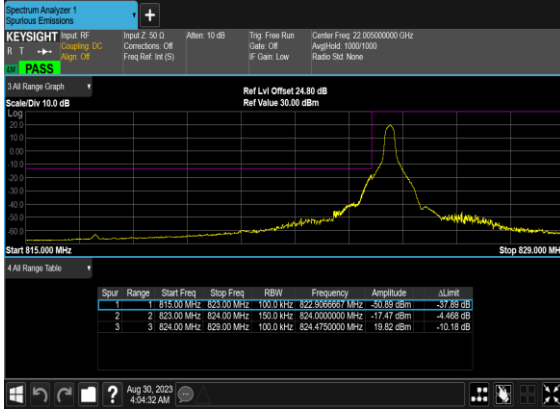 Spectrum Analyzer 1
Spurious Emissions
+
KEYSIGHT Input: RF Input Z: 50 Ω Atten: 10 dB Trig: Free Run Center Freq: 22.005000000 GHz
R T Coupling: DC Corrections: Off Gate: Off Avg|Hold: 1000/1000
Align: Off Freq Ref: Int (S) IF Gain: Low Radio Std: None
PASS
3 All Range Graph
Ref Lvl Offset 24.80 dB
Scale/Div 10.0 dB Ref Value 30.00 dBm
Log
20.0
10.0
0.00
-10.0
-20.0
-30.0
-40.0
-50.0
-60.0
Start 815.000 MHz Stop 829.000 MH
4 All Range Table
Spur Range Start Freq Stop Freq RBW Frequency Amplitude ΔLimit
1 1 815.00 MHz 823.00 MHz 100.0 kHz 822.9066667 MHz -50.89 dBm -37.89 dB
2 2 823.00 MHz 824.00 MHz 150.0 kHz 824.0000000 MHz -17.47 dBm -4.468 dB
3 3 824.00 MHz 829.00 MHz 100.0 kHz 824.4750000 MHz 19.82 dBm -10.18 dB
? Aug 30, 2023
4:04:32 AM